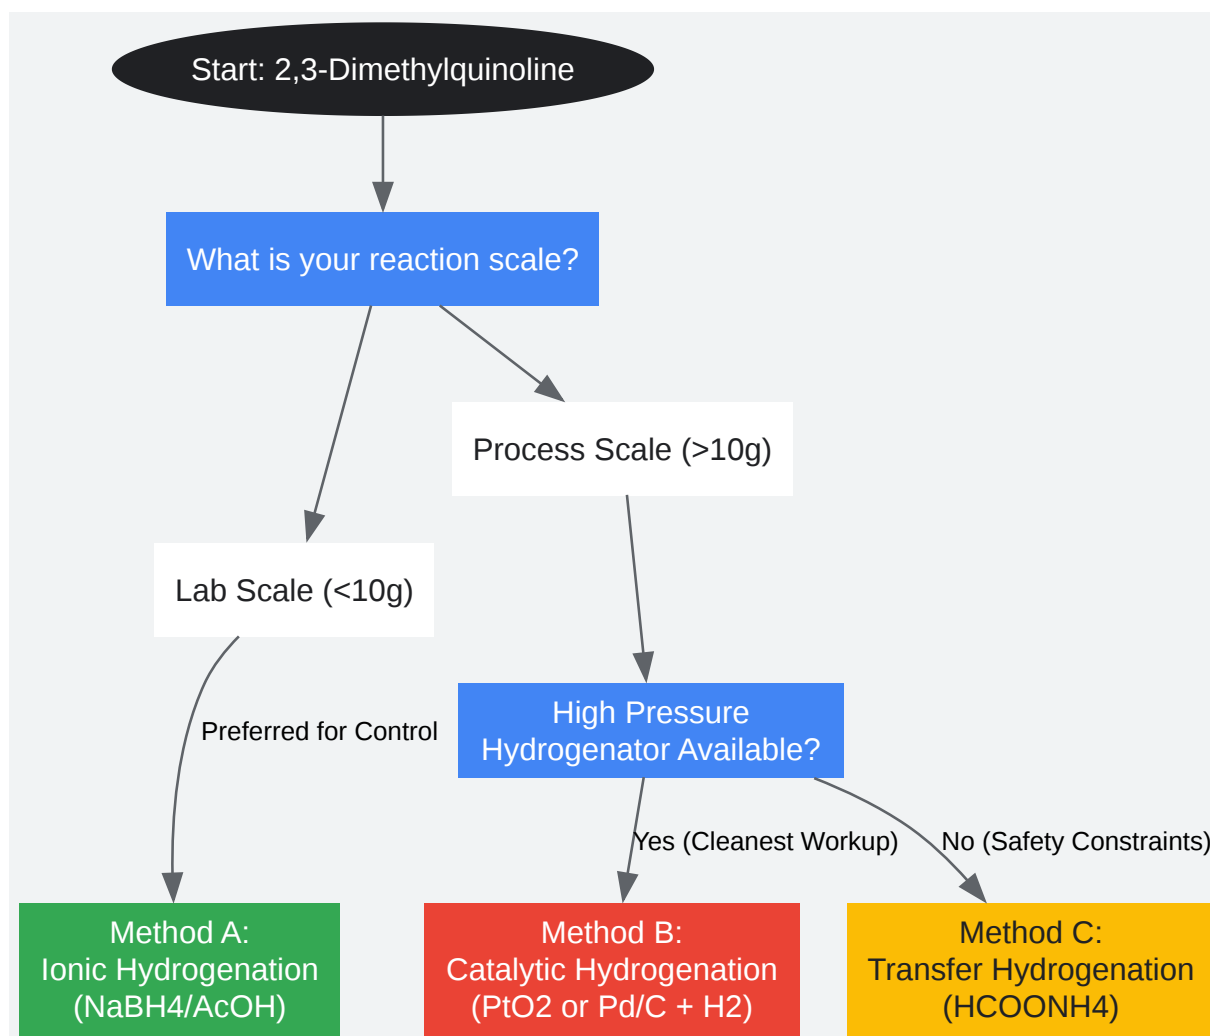 Start: 2,3-Dimethylquinoline
What is your reaction scale?
Process Scale (>10g)
Lab Scale (<10g)
Preferred for Control
High Pressure
Hydrogenator Available?
Yes (Cleanest Workup)
No (Safety Constraints)
Method A:
Ionic Hydrogenation
(NaBH4/AcOH)
Method B:
Catalytic Hydrogenation
(PtO2 or Pd/C + H2)
Method C:
Transfer Hydrogenation
(HCOONH4)